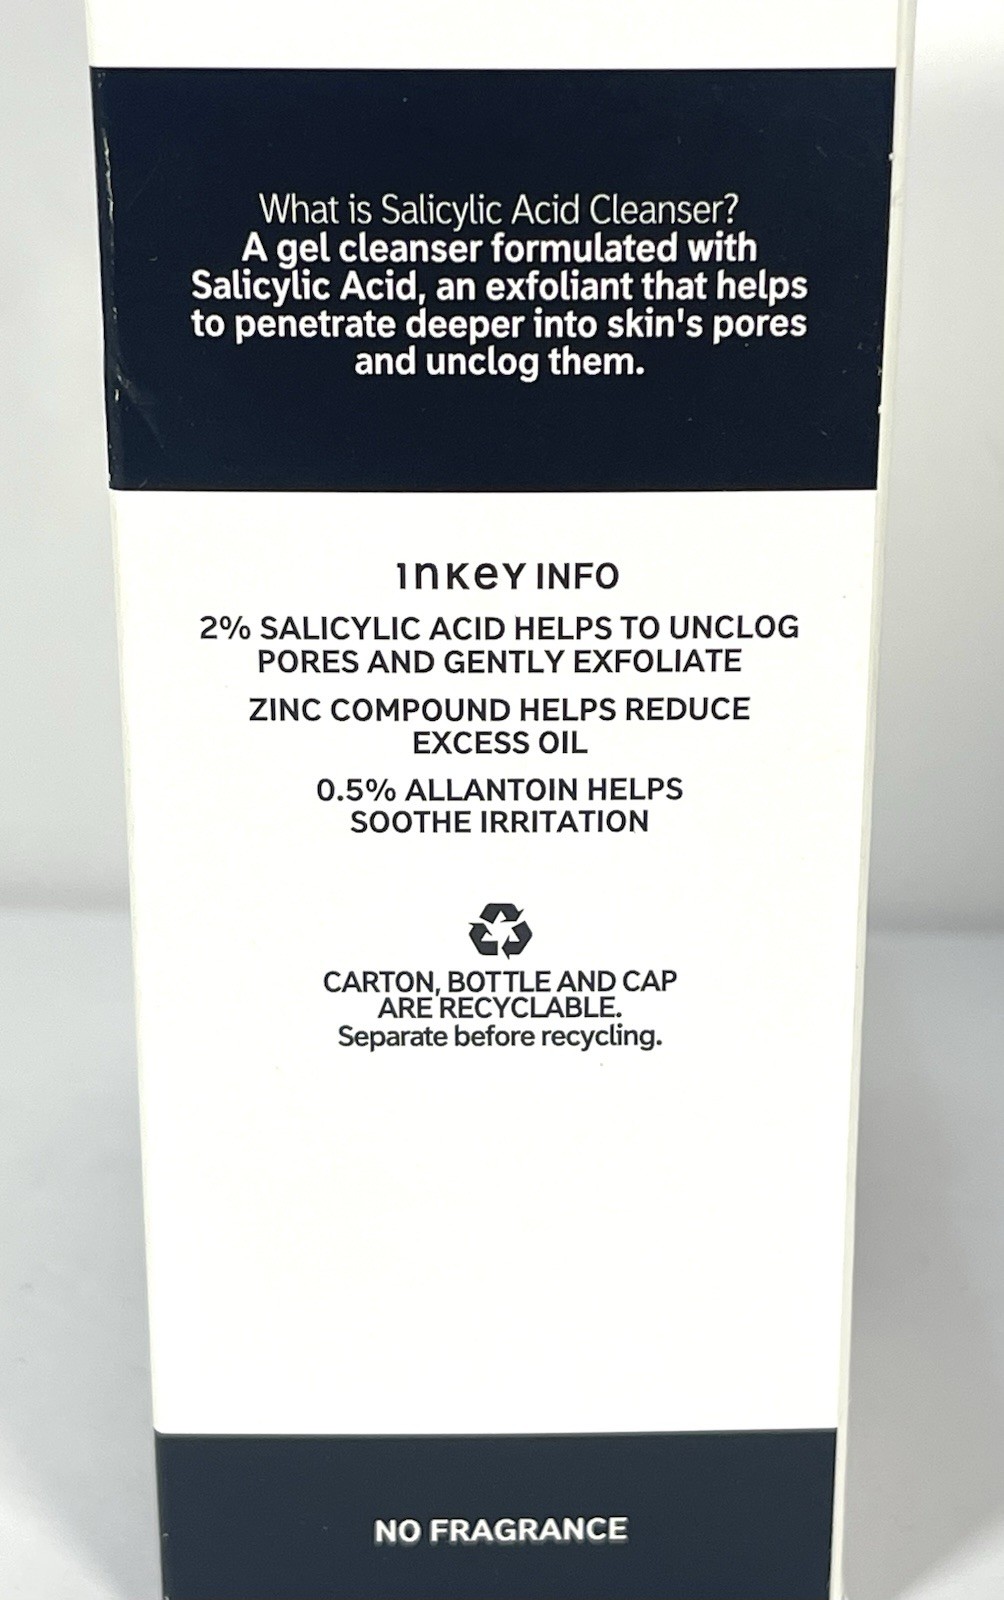 What is Salicylic Acid Cleanser?
A gel cleanser formulated with
Salicylic Acid, an exfoliant that helps
to penetrate deeper into skin's pores
and unclog them.
ınkey INFO
2% SALICYLIC ACID HELPS TO UNCLOG
PORES AND GENTLY EXFOLIATE
ZINC COMPOUND HELPS REDUCE
EXCESS OIL
0.5% ALLANTOIN HELPS
SOOTHE IRRITATION
CARTON, BOTTLE AND CAP
ARE RECYCLABLE.
Separate before recycling.
NO FRAGRANCE